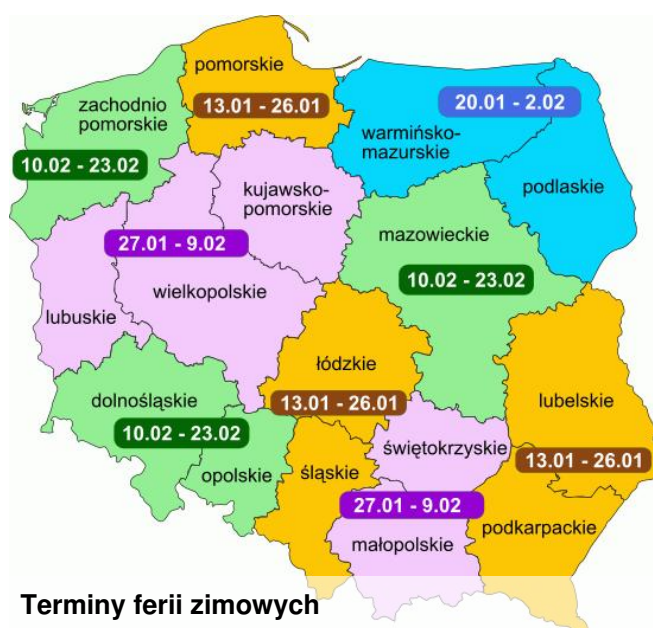 pomorskie
13.01 - 26.01
zachodnio
pomorskie
10.02 - 23.02
20.01 - 2.02
warmińsko-
mazurskie
podlaskie
kujawsko-
pomorskie
mazowieckie
10.02 - 23.02
27.01 - 9.02
wielkopolskie
lubuskie
łódzkie
13.01 - 26.01
dolnośląskie
10.02 - 23.02
opolskie
śląskie
lubelskie
13.01 - 26.01
świętokrzyskie
27.01 - 9.02
małopolskie
podkarpackie
Terminy ferii zimowych